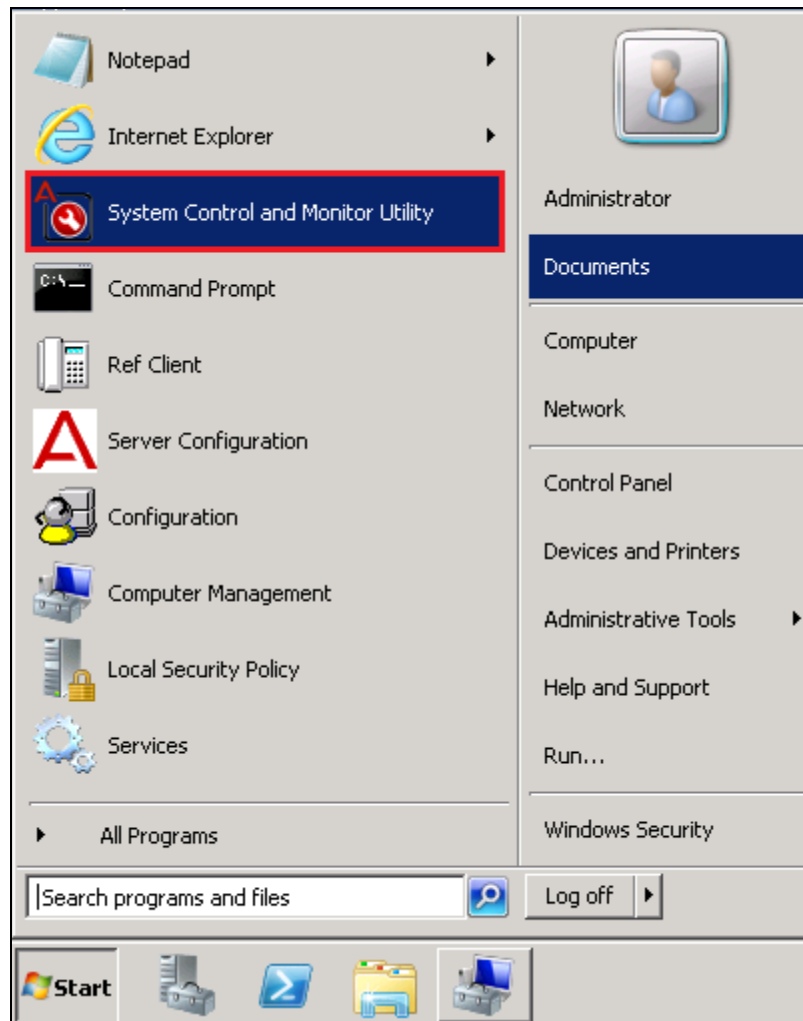 Notepad
Internet Explorer
System Control and Monitor Utility
Command Prompt
Ref Client
Server Configuration
Configuration
Computer Management
Local Security Policy
Services
All Programs
Search programs and files
Administrator
Documents
Computer
Network
Control Panel
Devices and Printers
Administrative Tools
Help and Support
Run...
Windows Security
Log off
Start